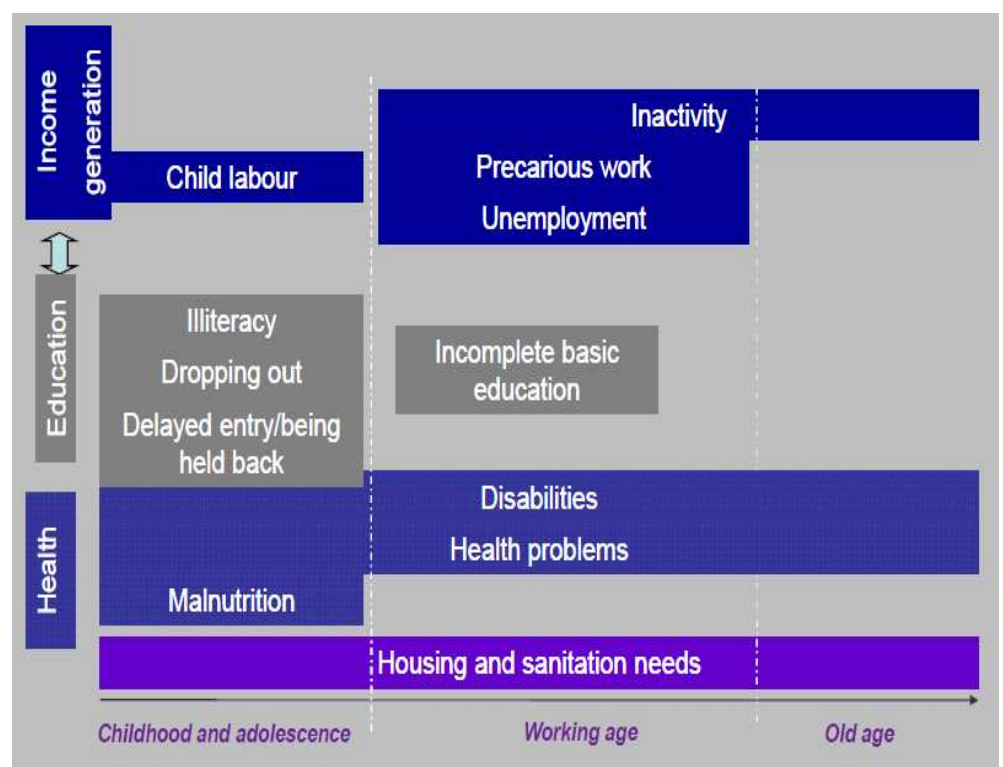 Income
generation
Child labour
Inactivity
Precarious work
Unemployment
Education
Illiteracy
Dropping out
Delayed entry/being
held back
Incomplete basic
education
Health
Disabilities
Health problems
Malnutrition
Housing and sanitation needs
Childhood and adolescence
Working age
Old age